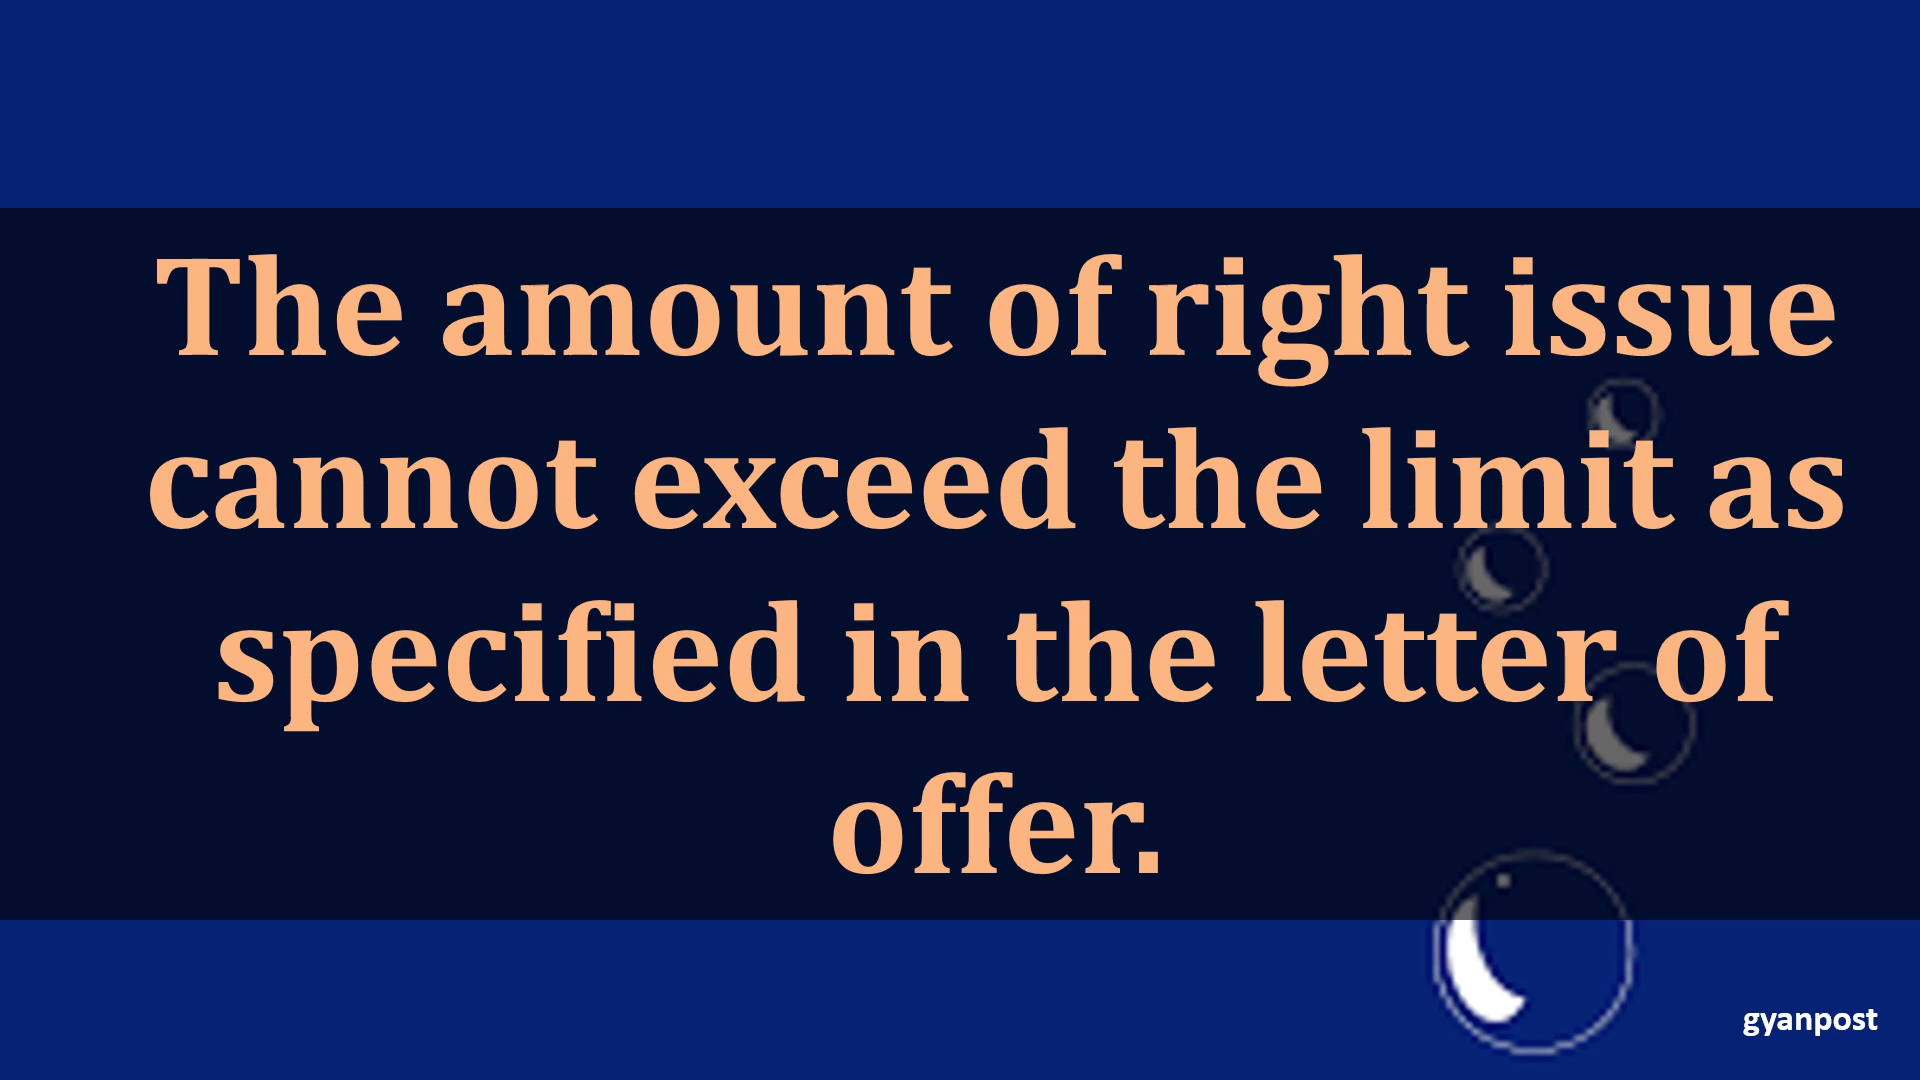 The amount of right issue
cannot exceed the limit as
specified in the letter of
offer.
gyanpost